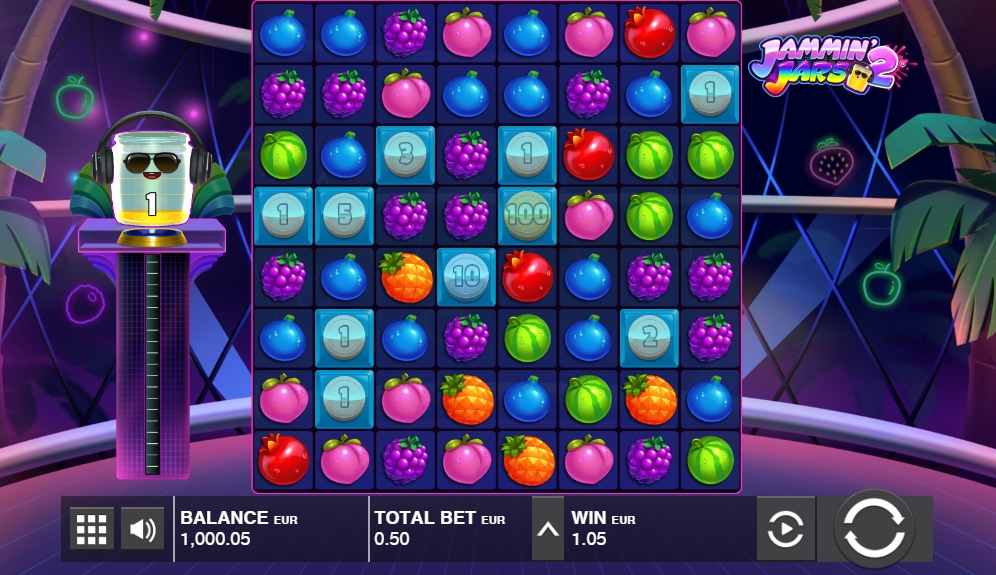 JAMMIN'
JARS 2
1
3
1
1
1
5
100
10
1
2
1
BALANCE EUR
1,000.05
TOTAL BET EUR
0.50
WIN EUR
1.05